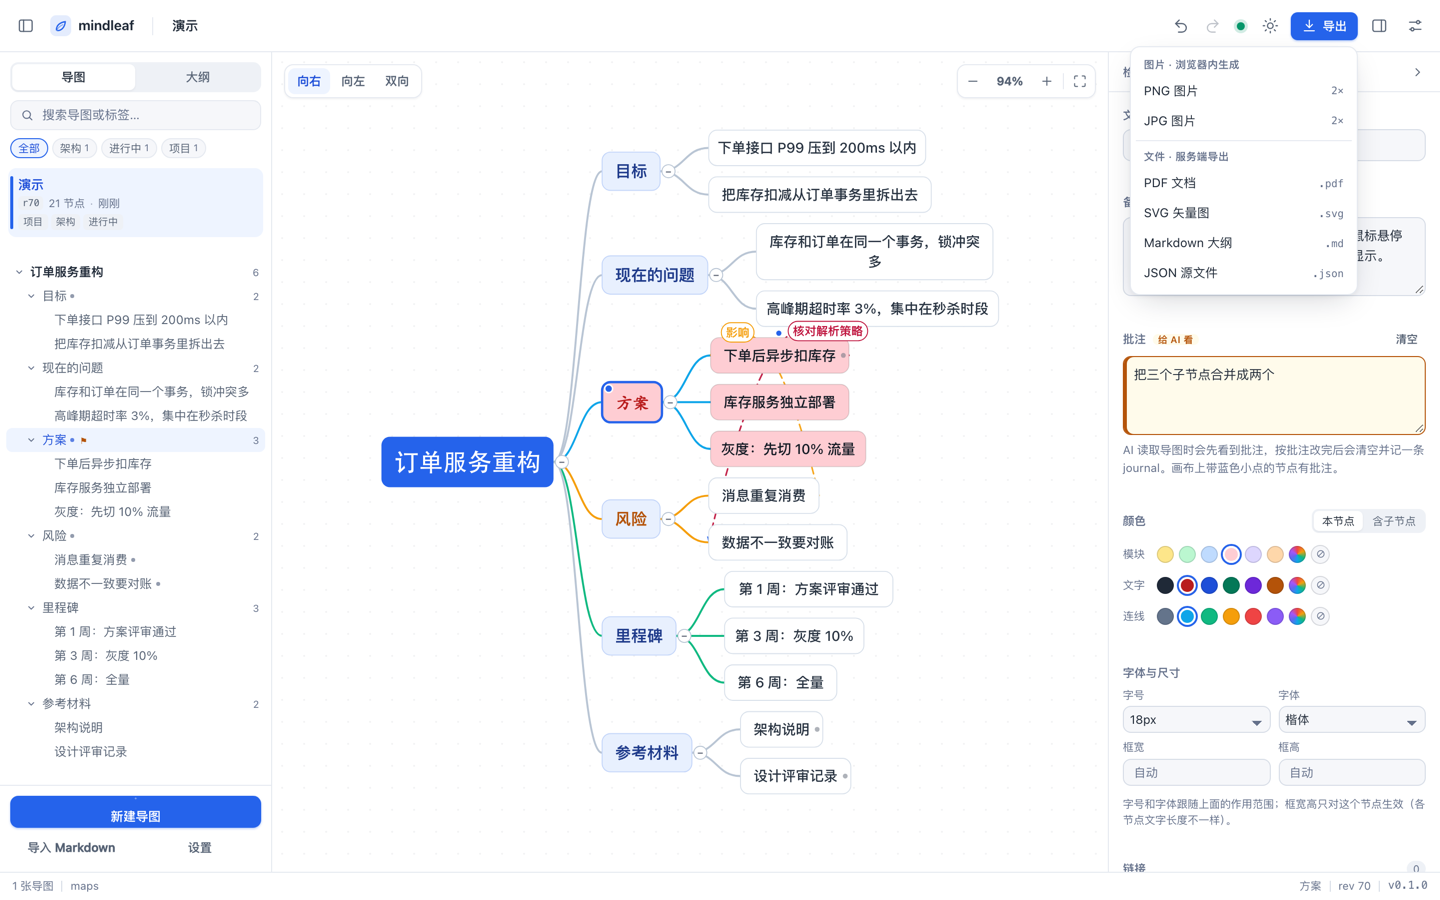 mindleaf
演示
导出
导图
大纲
搜索导图或标签...
全部
架构 1
进行中 1
项目 1
演示
r70 21 节点 · 刚刚
项目 架构 进行中
订单服务重构 6
目标 2
下单接口 P99 压到 200ms 以内
把库存扣减从订单事务里拆出去
现在的问题 2
库存和订单在同一个事务，锁冲突多
高峰期超时率 3%，集中在秒杀时段
方案 3
下单后异步扣库存
库存服务独立部署
灰度：先切 10% 流量
风险 2
消息重复消费
数据不一致要对账
里程碑 3
第 1 周：方案评审通过
第 3 周：灰度 10%
第 6 周：全量
参考材料 2
架构说明
设计评审记录
新建导图
导入 Markdown
设置
1 张导图
maps
向右
向左
双向
94%
订单服务重构
目标
下单接口 P99 压到 200ms 以内
把库存扣减从订单事务里拆出去
现在的问题
库存和订单在同一个事务，锁冲突
多
高峰期超时率 3%，集中在秒杀时段
影响
核对解析策略
方案
下单后异步扣库存
库存服务独立部署
灰度：先切 10% 流量
风险
消息重复消费
数据不一致要对账
里程碑
第 1 周：方案评审通过
第 3 周：灰度 10%
第 6 周：全量
参考材料
架构说明
设计评审记录
图片 · 浏览器内生成
PNG 图片 2×
JPG 图片 2×
文件 · 服务端导出
PDF 文档 .pdf
SVG 矢量图 .svg
Markdown 大纲 .md
JSON 源文件 .json
标悬停
显示。
批注 给 AI 看
清空
把三个子节点合并成两个
AI 读取导图时会先看到批注，按批注改完后会清空并记一条
journal。画布上带蓝色小点的节点有批注。
颜色
本节点
含子节点
模块
文字
连线
字体与尺寸
字号
字体
18px
楷体
框宽
框高
自动
自动
字号和字体跟随上面的作用范围；框宽高只对这个节点生效（各
节点文字长度不一样）。
链接 0
方案
rev 70
v0.1.0